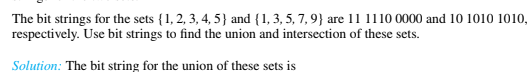 The bit strings for the sets {1, 2, 3, 4, 5} and {1, 3, 5, 7, 9} are 11 1110 0000 and 10 1010 1010,
respectively. Use bit strings to find the union and intersection of these sets.
Solution: The bit string for the union of these sets is